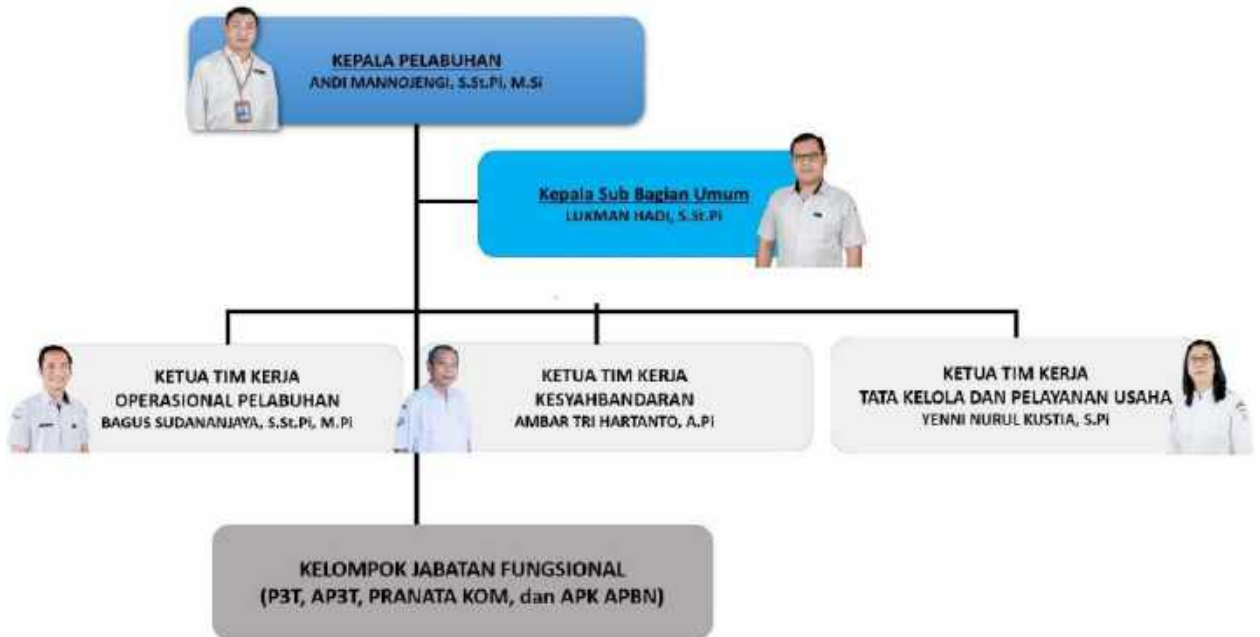 KEPALA PELABUHAN
ANDI MANNOJENGI, S.St.Pi, M.Si
Kepala Sub Bagian Umum
LUKMAN HADI, S.St.Pi
KETUA TIM KERJA
OPERASIONAL PELABUHAN
BAGUS SUDANANJAYA, S.St.Pi, M.Pi
KETUA TIM KERJA
KESYAHBANDARAN
AMBAR TRI HARTANTO, A.Pi
KETUA TIM KERJA
TATA KELOLA DAN PELAYANAN USAHA
YENNI NURUL KUSTIA, S.Pi
KELOMPOK JABATAN FUNGSIONAL
(P3T, AP3T, PRANATA KOM, dan APK APBN)